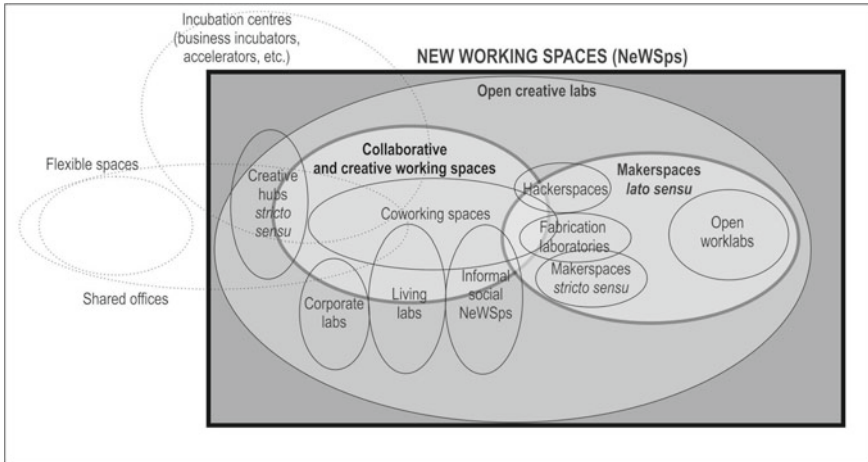 Incubation centres
(business incubators,
accelerators, etc.)
NEW WORKING SPACES (NeWSps)
Open creative labs
Collaborative
and creative working spaces
Makerspaces
lato sensu
Flexible spaces
Creative
hubs
stricto
sensu
Hackerspaces
Coworking spaces
Fabrication
laboratories
Open
worklabs
Makerspaces
stricto sensu
Shared offices
Corporate
labs
Living
labs
Informal
social
NeWSps